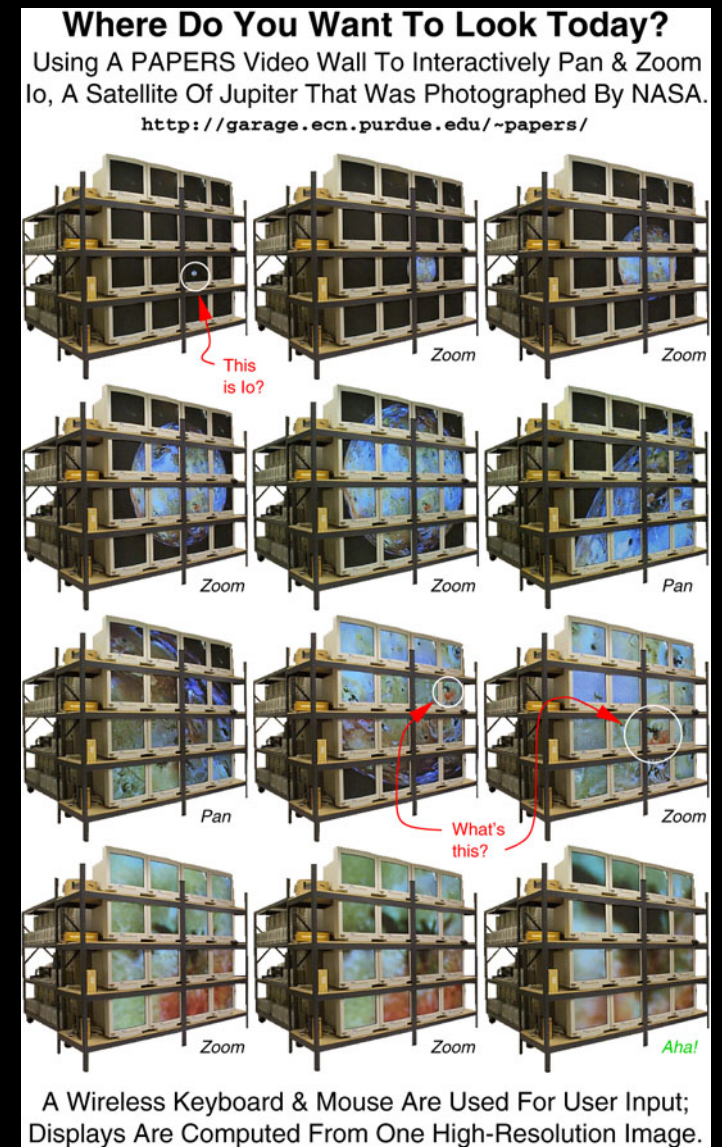 Where Do You Want To Look Today?
Using A PAPERS Video Wall To Interactively Pan & Zoom
Io, A Satellite Of Jupiter That Was Photographed By NASA.
http://garage.ecn.purdue.edu/~papers/
This
is Io?
Zoom
Zoom
Zoom
Zoom
Pan
Pan
What's
this?
Zoom
Zoom
Zoom
Aha!
A Wireless Keyboard & Mouse Are Used For User Input;
Displays Are Computed From One High-Resolution Image.